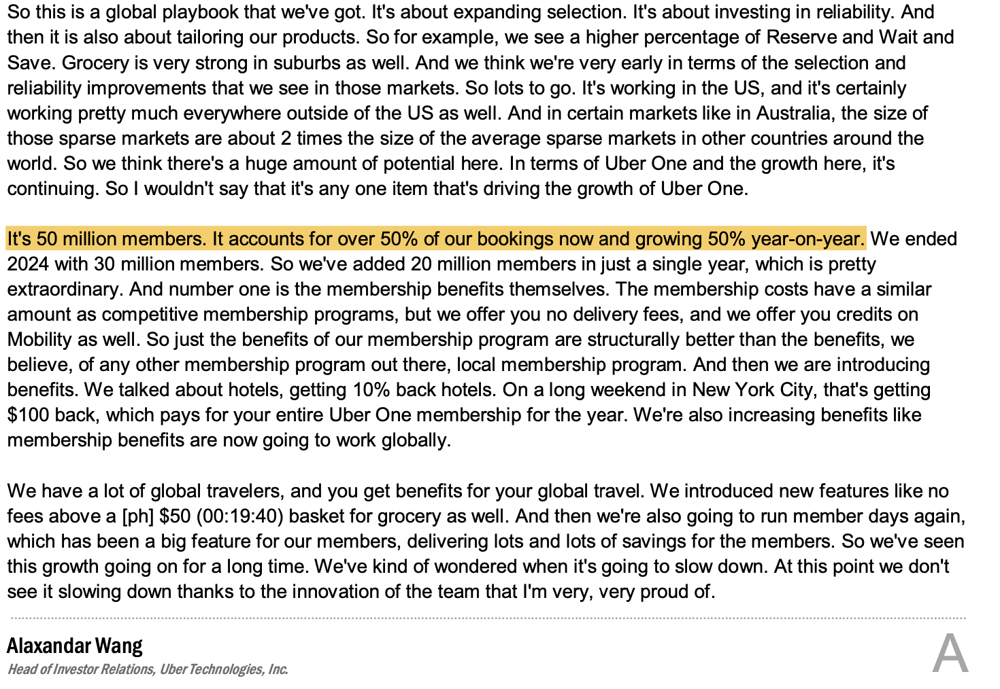 So this is a global playbook that we've got. It's about expanding selection. It's about investing in reliability. And
then it is also about tailoring our products. So for example, we see a higher percentage of Reserve and Wait and
Save. Grocery is very strong in suburbs as well. And we think we're very early in terms of the selection and
reliability improvements that we see in those markets. So lots to go. It's working in the US, and it's certainly
working pretty much everywhere outside of the US as well. And in certain markets like in Australia, the size of
those sparse markets are about 2 times the size of the average sparse markets in other countries around the
world. So we think there's a huge amount of potential here. In terms of Uber One and the growth here, it's
continuing. So I wouldn't say that it's any one item that's driving the growth of Uber One.
It's 50 million members. It accounts for over 50% of our bookings now and growing 50% year-on-year. We ended
2024 with 30 million members. So we've added 20 million members in just a single year, which is pretty
extraordinary. And number one is the membership benefits themselves. The membership costs have a similar
amount as competitive membership programs, but we offer you no delivery fees, and we offer you credits on
Mobility as well. So just the benefits of our membership program are structurally better than the benefits, we
believe, of any other membership program out there, local membership program. And then we are introducing
benefits. We talked about hotels, getting 10% back hotels. On a long weekend in New York City, that's getting
$100 back, which pays for your entire Uber One membership for the year. We're also increasing benefits like
membership benefits are now going to work globally.
We have a lot of global travelers, and you get benefits for your global travel. We introduced new features like no
fees above a [ph] $50 (00:19:40) basket for grocery as well. And then we're also going to run member days again,
which has been a big feature for our members, delivering lots and lots of savings for the members. So we've seen
this growth going on for a long time. We've kind of wondered when it's going to slow down. At this point we don't
see it slowing down thanks to the innovation of the team that I'm very, very proud of.
Alaxandar Wang
Head of Investor Relations, Uber Technologies, Inc.
A